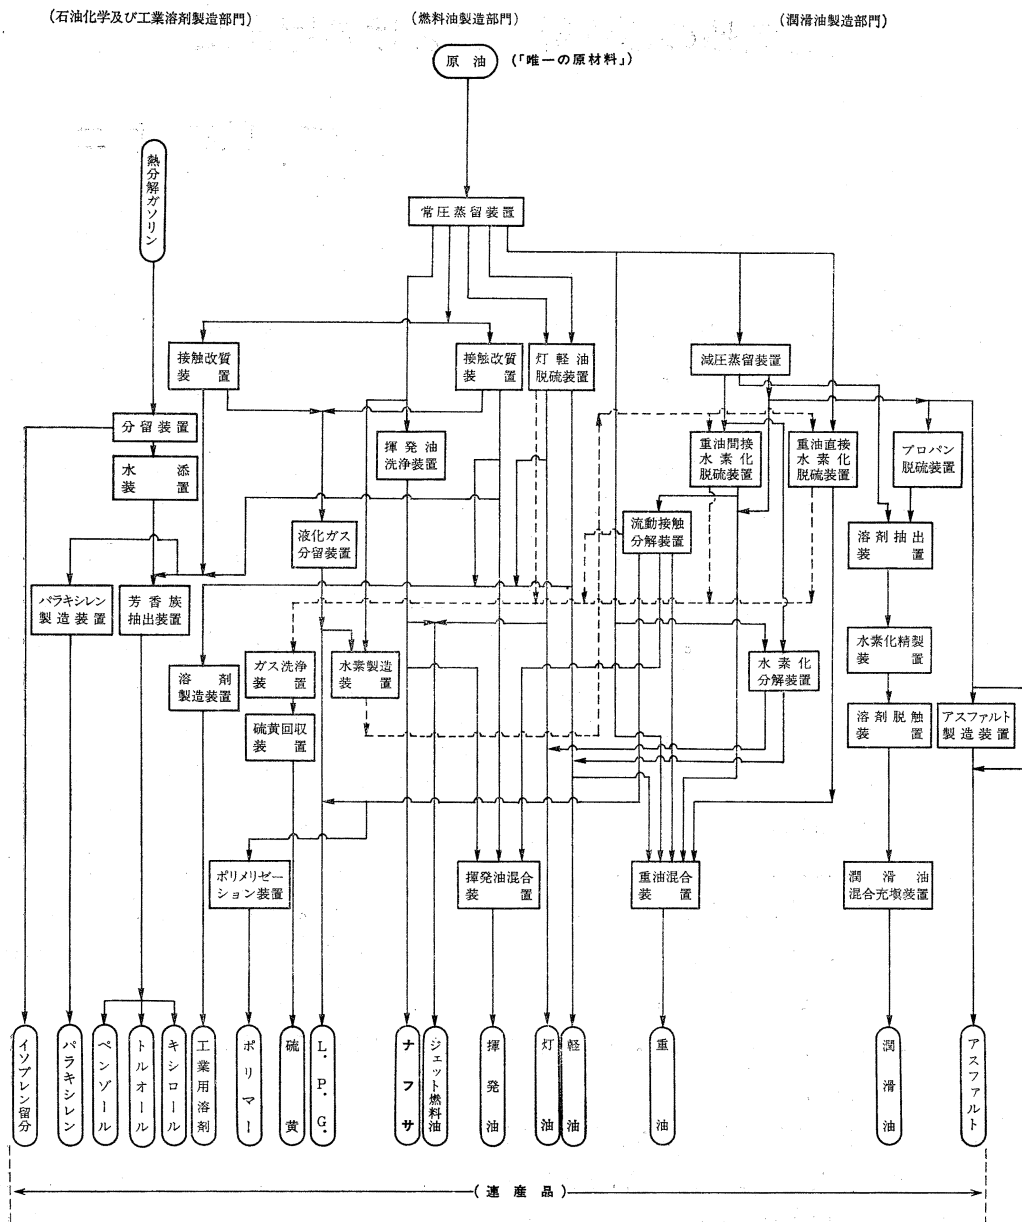 (石油化学及び工業溶剤製造部門)
(燃料油製造部門)
(潤滑油製造部門)
原油
(「唯一の原材料」)
熱分解ガソリン
常圧蒸留装置
接触改質
装置
接触改質
装置
灯軽油
脱硫装置
減圧蒸留装置
分留装置
揮発油
洗浄装置
重油間接
水素化
脱硫装置
重油直接
水素化
脱硫装置
プロパン
脱硫装置
水添
装置
液化ガス
分留装置
流動接触
分解装置
溶剤抽出
装置
パラキシレン
製造装置
芳香族
抽出装置
溶剤
製造装置
ガス洗浄
装置
水素製造
装置
水素化
分解装置
水素化精製
装置
硫黄回収
装置
溶剤脱触
装置
アスファルト
製造装置
ポリメリゼー
ション装置
揮発油混合
装置
重油混合
装置
潤滑油
混合充塡装置
イソプレン留分
パラキシレン
ベンゾール
トルオール
キシロール
工業用溶剤
ポリマー
硫黄
L.P.G.
ナフサ
ジェット燃料油
揮発油
灯油
軽油
重油
潤滑油
アスファルト
(連産品)